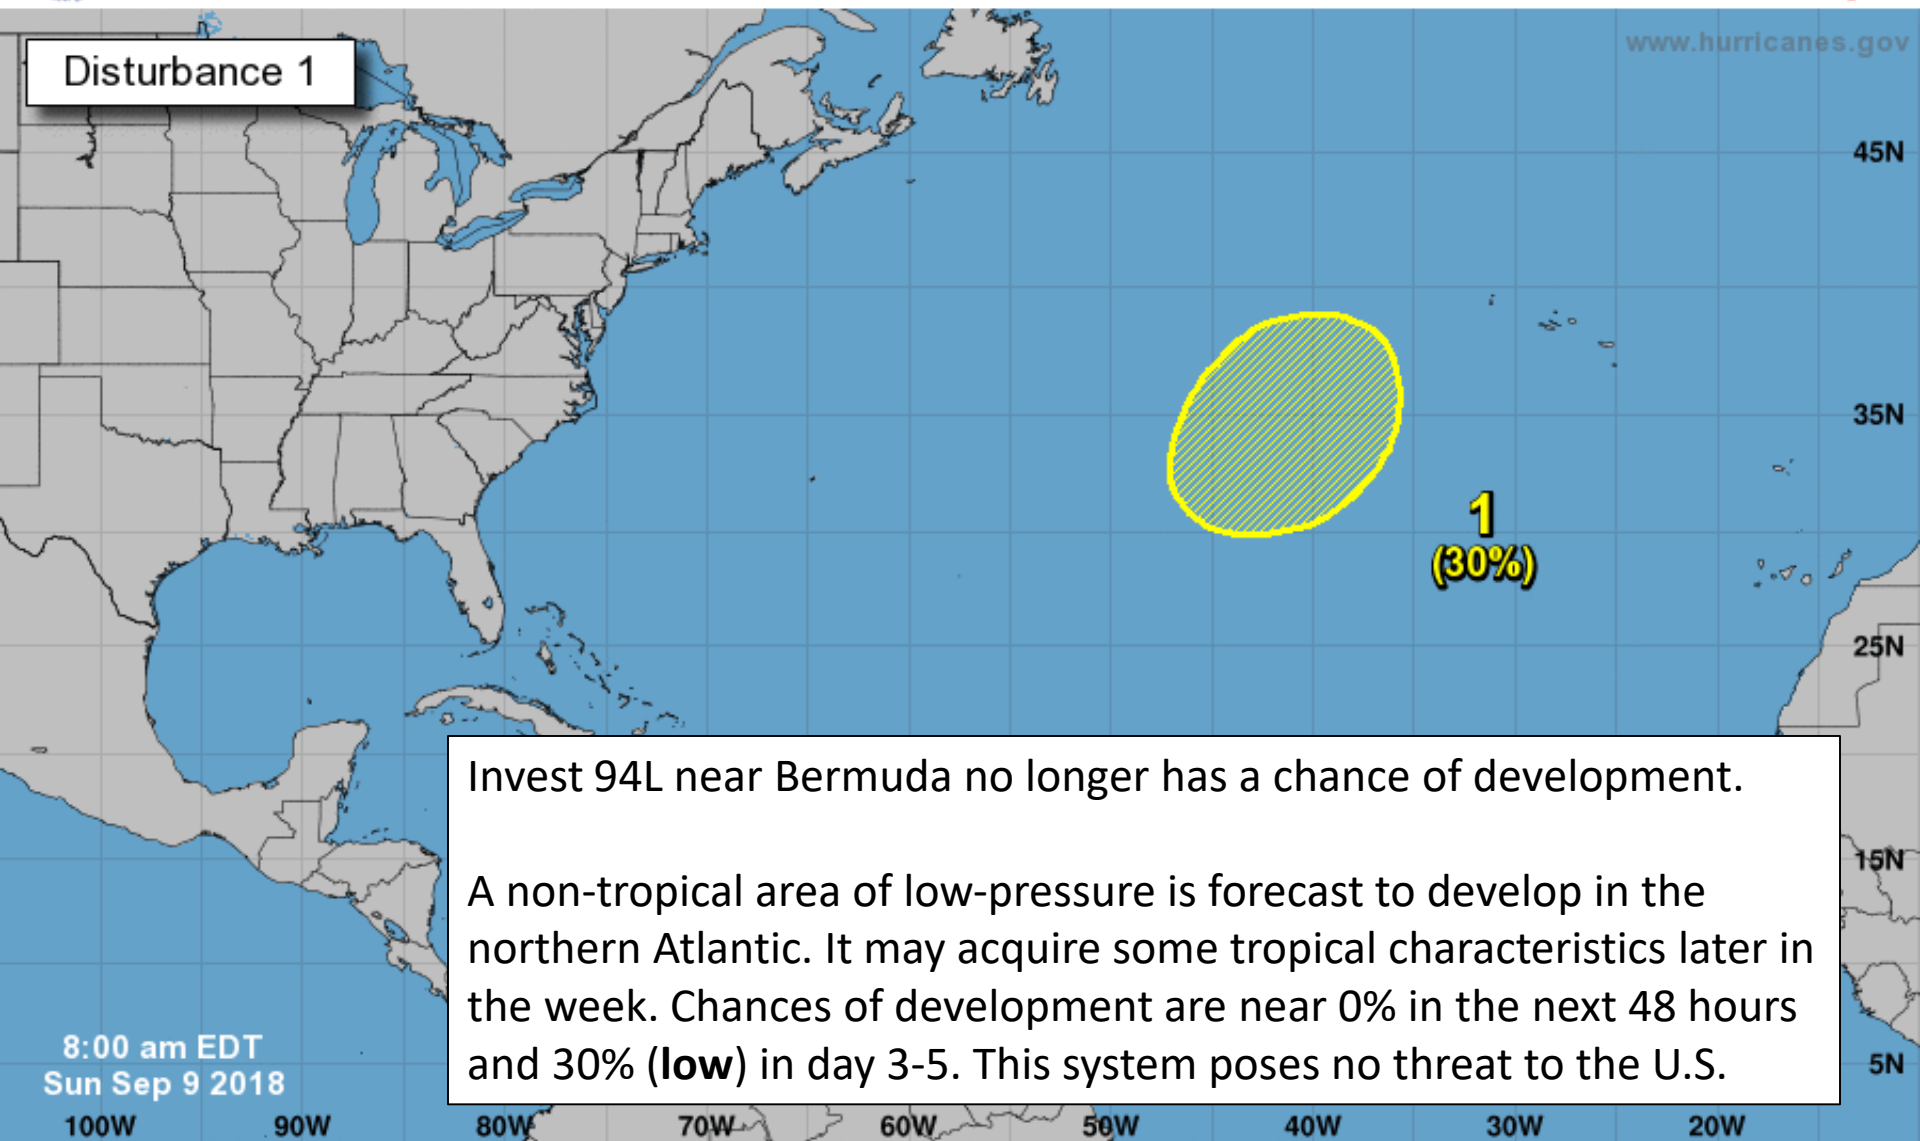 Disturbance 1
www.hurricanes.gov
45N
35N
1
(30%)
25N
Invest 94L near Bermuda no longer has a chance of development.
A non-tropical area of low-pressure is forecast to develop in the
northern Atlantic. It may acquire some tropical characteristics later in
the week. Chances of development are near 0% in the next 48 hours
and 30% (low) in day 3-5. This system poses no threat to the U.S.
15N
5N
8:00 am EDT
Sun Sep 9 2018
100W 90W 80W 70W 60W 50W 40W 30W 20W